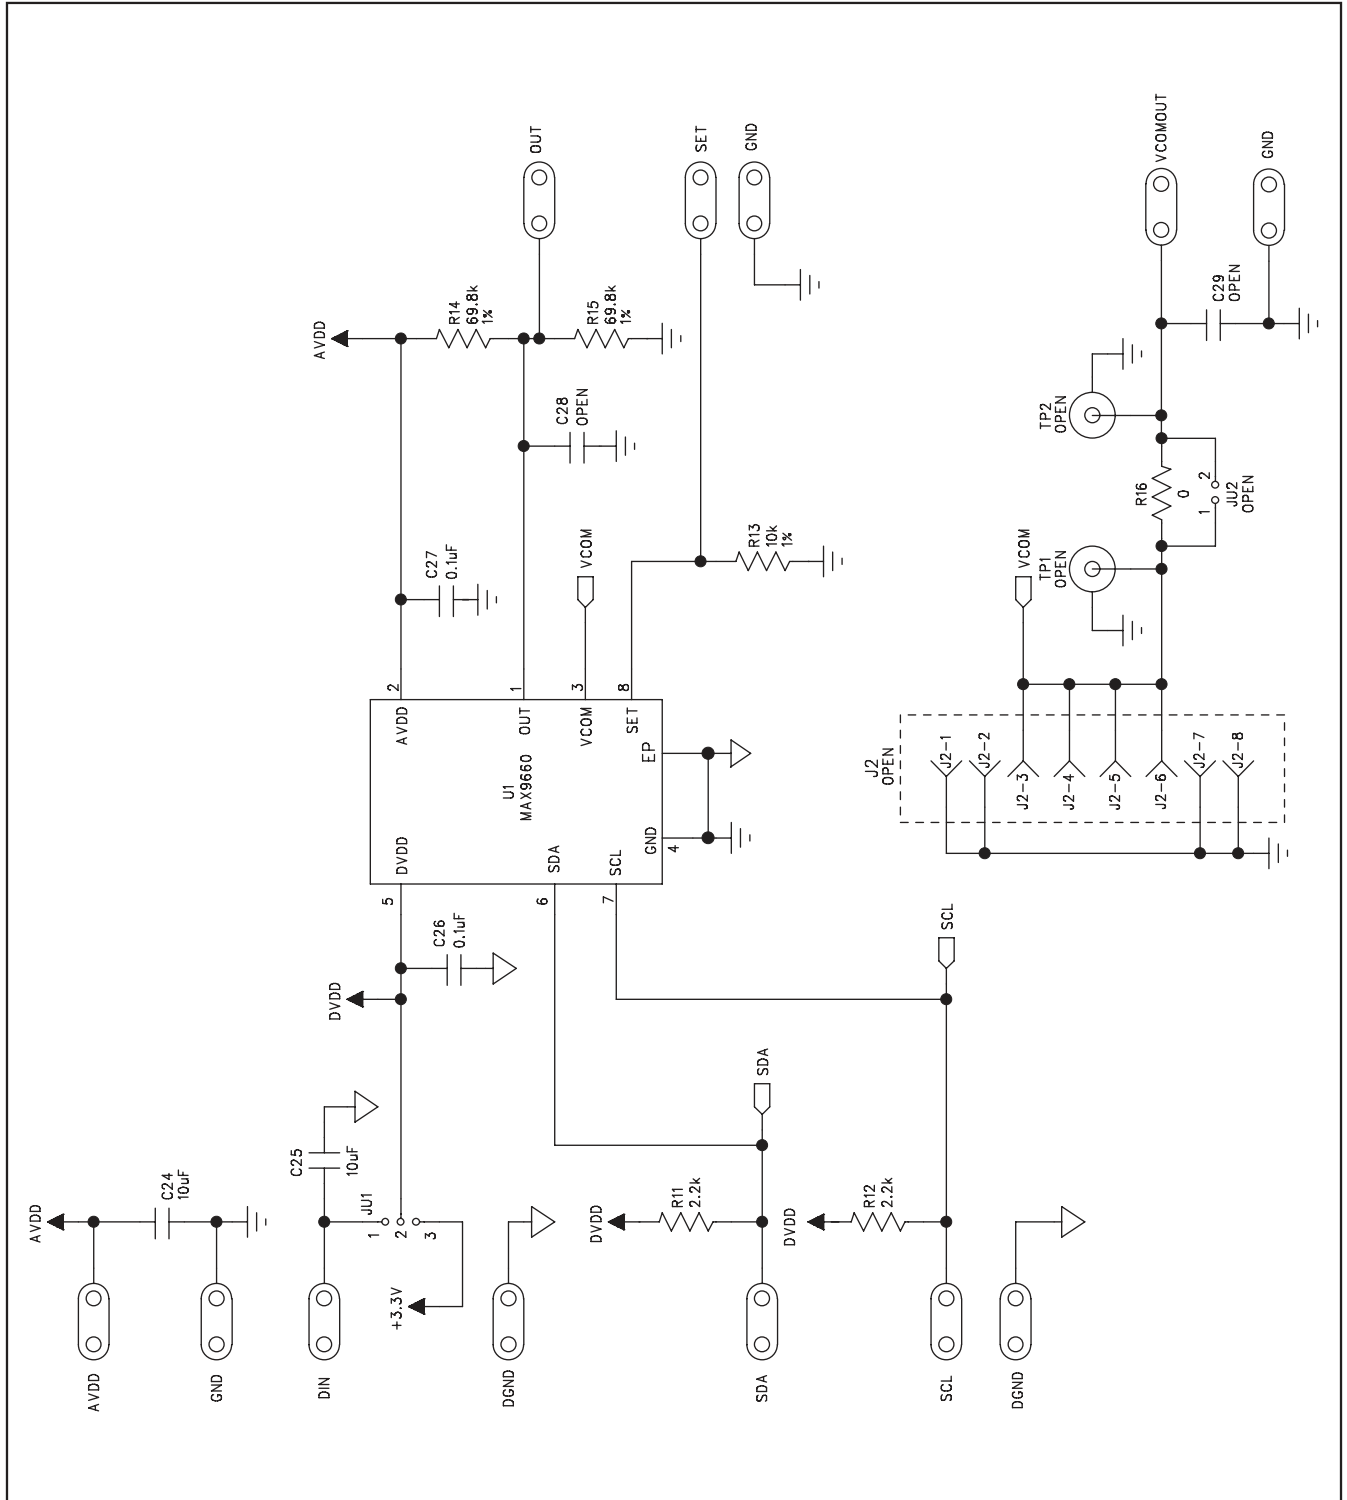 AVDD
AVDD
C24
10uF
GND
DIN
C25
10uF
JU1
1
2
3
+3.3V
DGND
DVDD
C26
0.1uF
5
DVDD
U1
MAX9660
AVDD
2
OUT
1
VCOM
3
SET
8
EP
GND
4
SDA
6
SCL
7
C27
0.1uF
AVDD
R14
69.8k
1%
R15
69.8k
1%
OUT
C28
OPEN
VCOM
SET
GND
R13
10k
1%
SDA
DVDD
R11
2.2k
SDA
SCL
DVDD
R12
2.2k
SCL
DGND
J2
OPEN
J2-1
J2-2
J2-3
J2-4
J2-5
J2-6
J2-7
J2-8
VCOM
TP1
OPEN
R16
0
1
2
JU2
OPEN
TP2
OPEN
C29
OPEN
VCOMOUT
GND